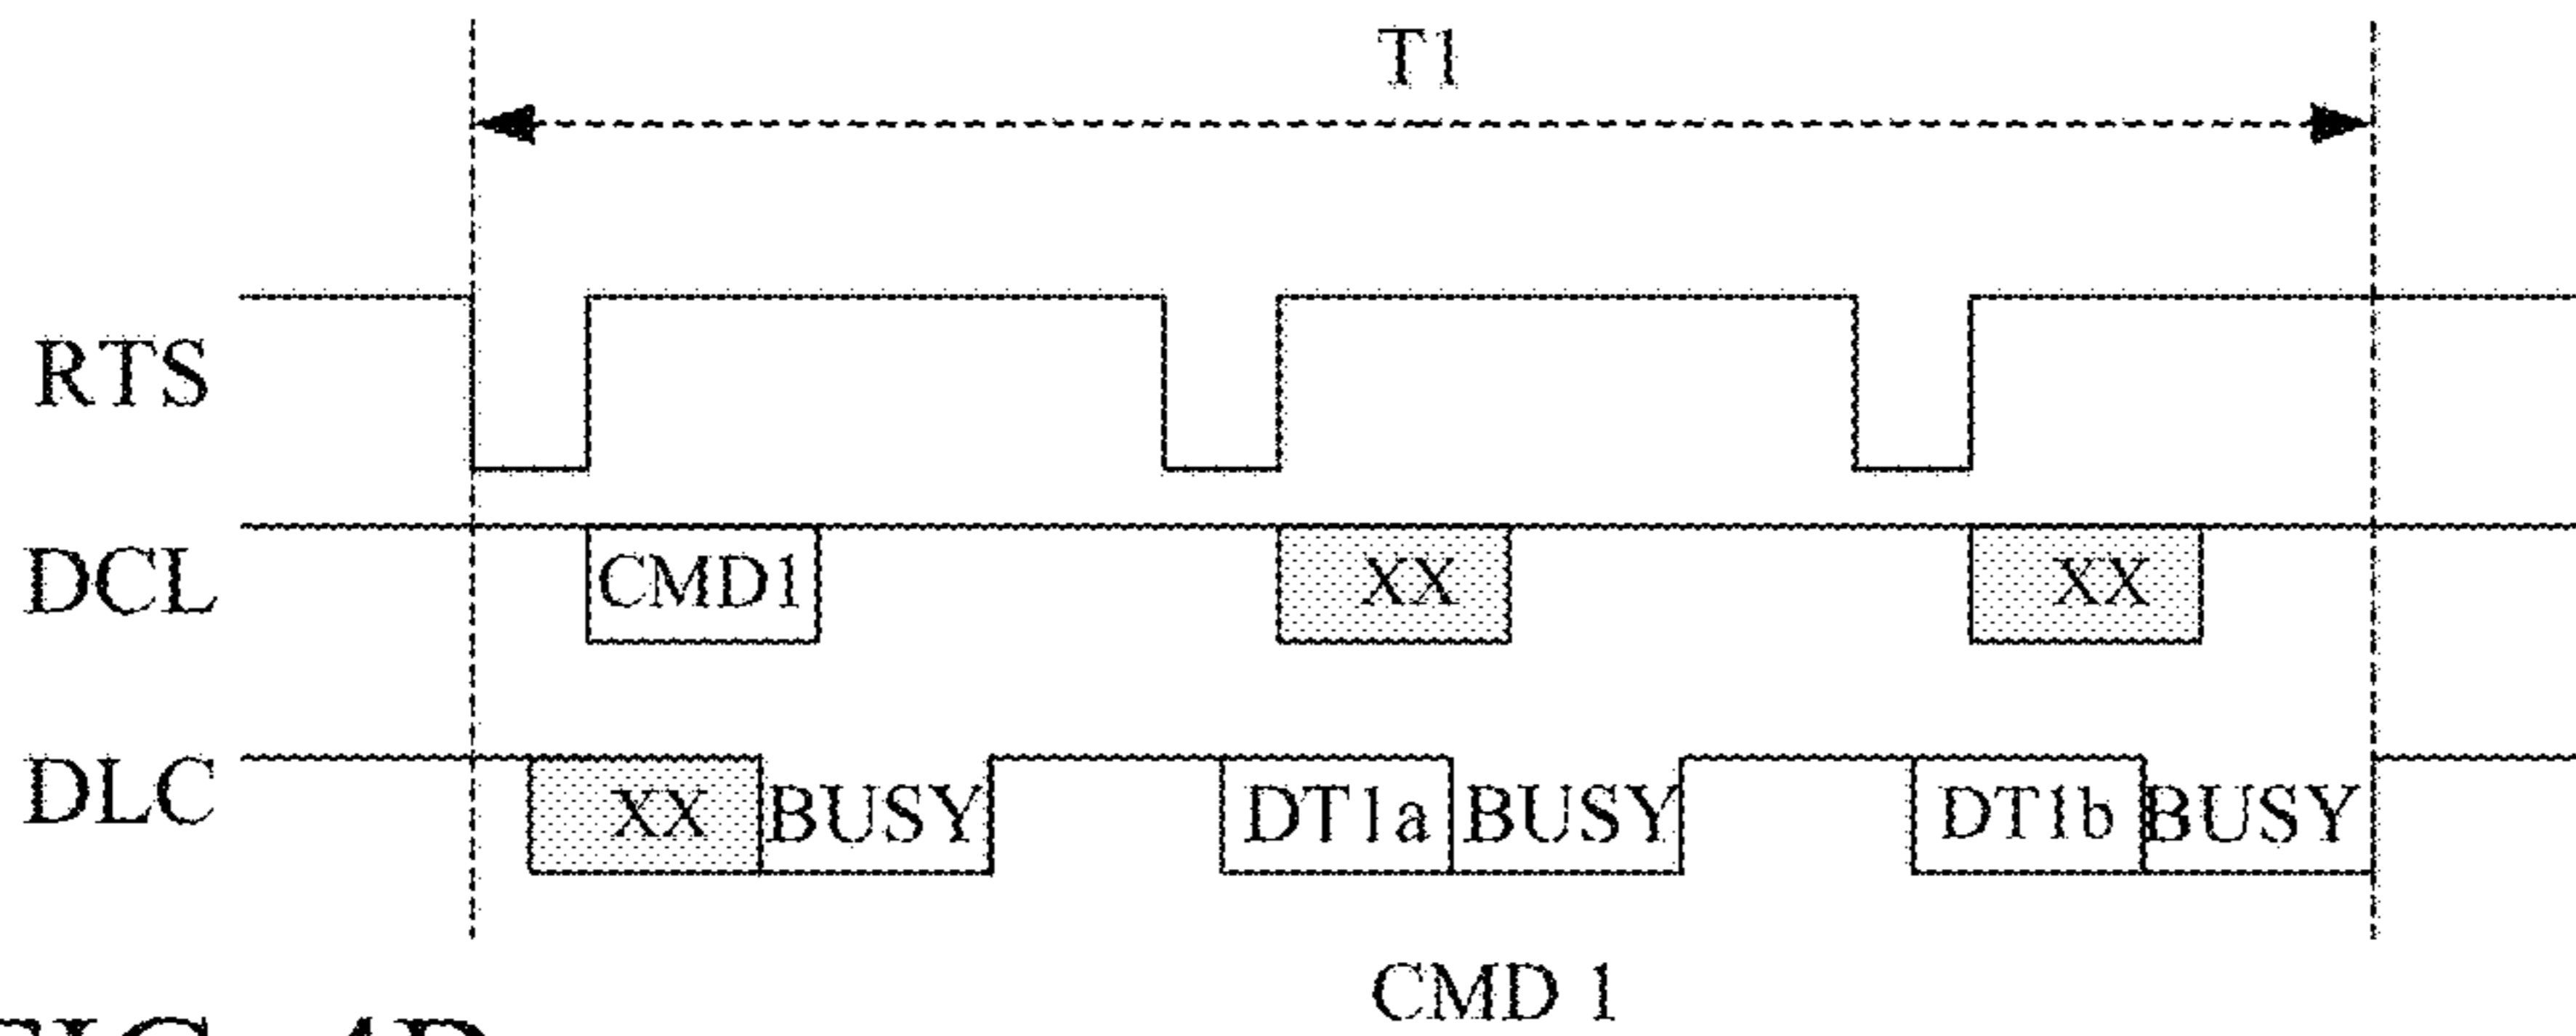 T1
RTS
DCL CMD1 XX XX
DLC XX BUSY DT1a BUSY DT1b BUSY
CMD 1